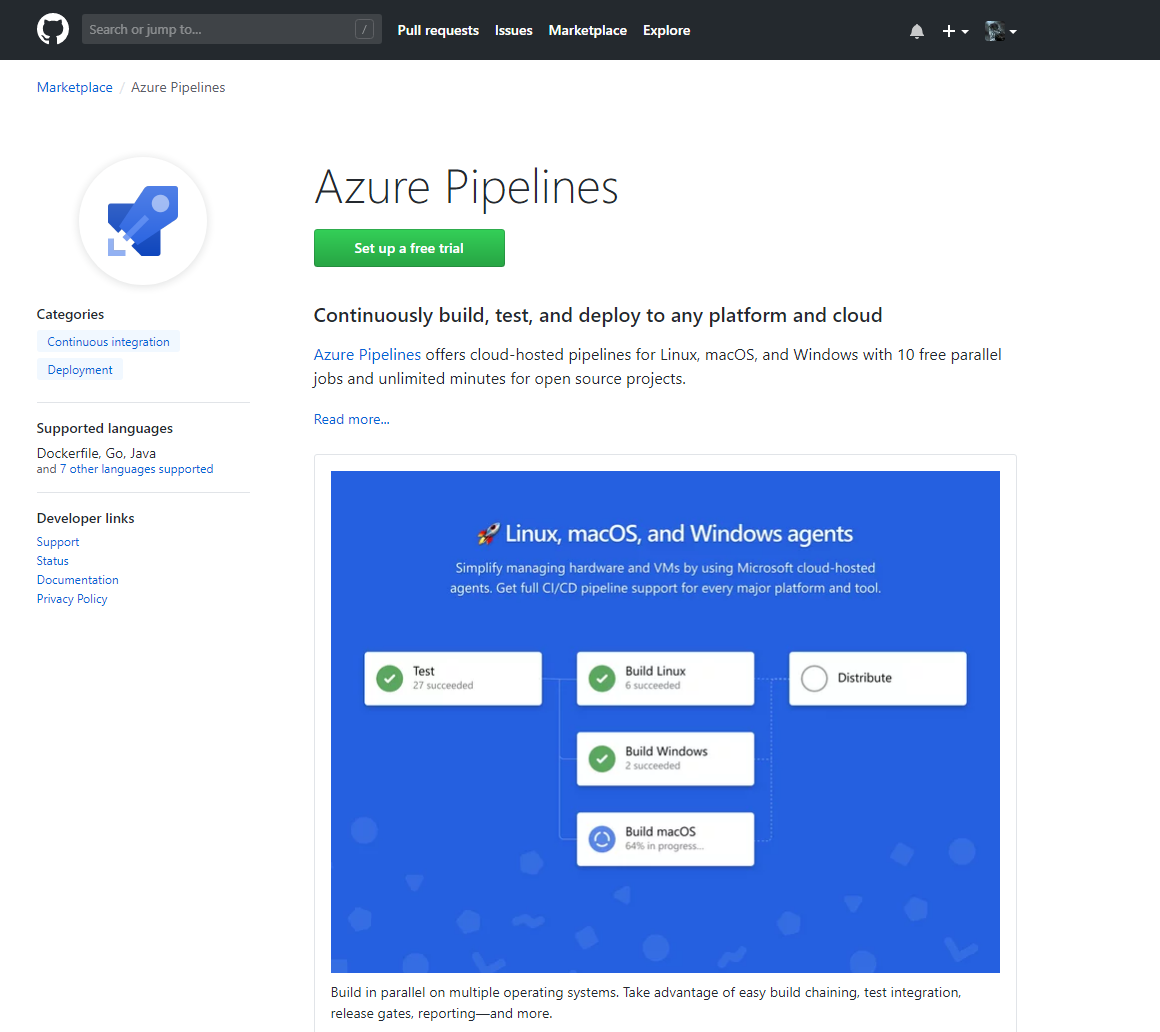 Search or jump to...
/
Pull requests
Issues
Marketplace
Explore
Marketplace / Azure Pipelines
Azure Pipelines
Set up a free trial
Categories
Continuous integration
Deployment
Supported languages
Dockerfile, Go, Java
and 7 other languages supported
Developer links
Support
Status
Documentation
Privacy Policy
Continuously build, test, and deploy to any platform and cloud
Azure Pipelines offers cloud-hosted pipelines for Linux, macOS, and Windows with 10 free parallel
jobs and unlimited minutes for open source projects.
Read more...
🚀 Linux, macOS, and Windows agents
Simplify managing hardware and VMs by using Microsoft cloud-hosted
agents. Get full CI/CD pipeline support for every major platform and tool.
Test
27 succeeded
Build Linux
6 succeeded
Distribute
Build Windows
2 succeeded
Build macOS
64% in progress...
Build in parallel on multiple operating systems. Take advantage of easy build chaining, test integration,
release gates, reporting—and more.